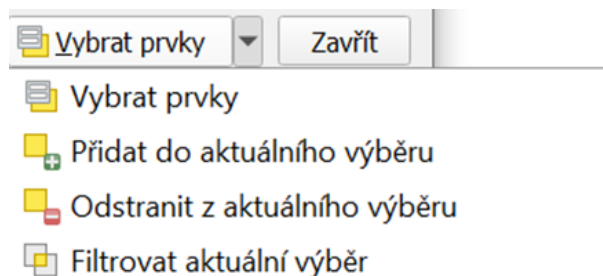 Vybrat prvky Zavřít
Vybrat prvky
Přidat do aktuálního výběru
Odstranit z aktuálního výběru
Filtrovat aktuální výběr